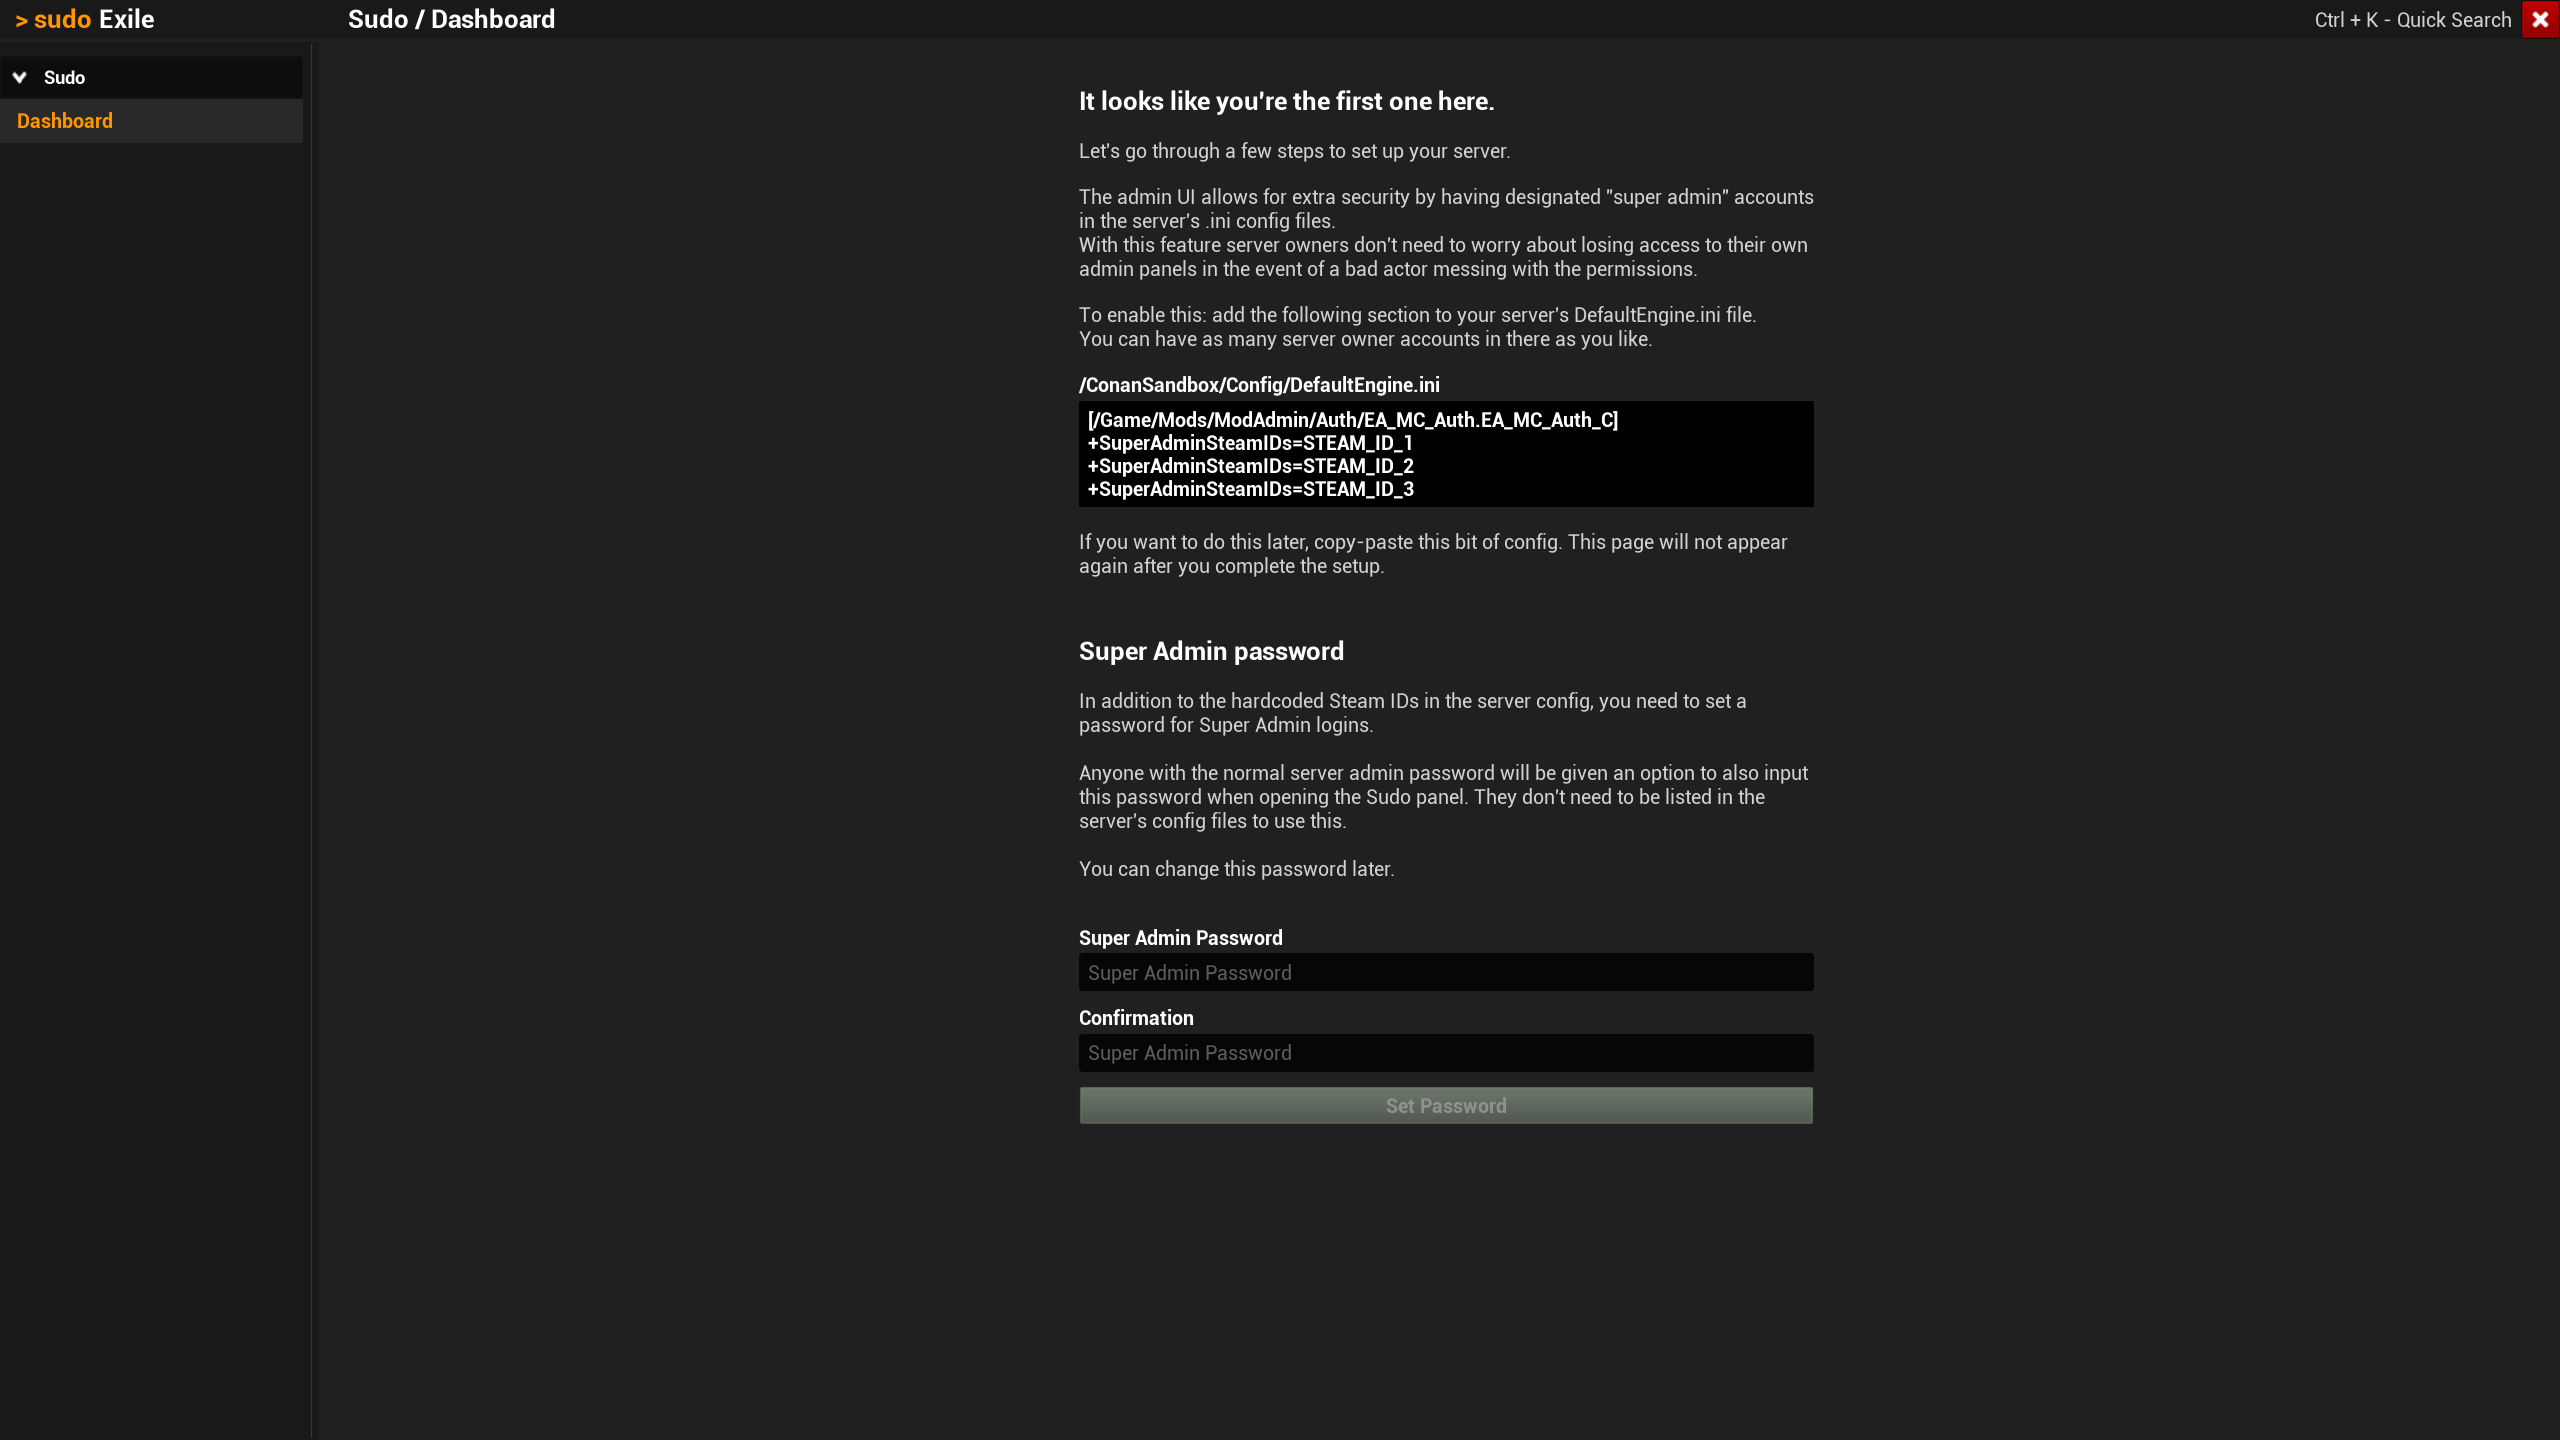 > sudo Exile
Sudo / Dashboard
Ctrl + K - Quick Search
Sudo
Dashboard
It looks like you're the first one here.
Let's go through a few steps to set up your server.
The admin UI allows for extra security by having designated "super admin" accounts
in the server's .ini config files.
With this feature server owners don't need to worry about losing access to their own
admin panels in the event of a bad actor messing with the permissions.
To enable this: add the following section to your server's DefaultEngine.ini file.
You can have as many server owner accounts in there as you like.
/ConanSandbox/Config/DefaultEngine.ini
[/Game/Mods/ModAdmin/Auth/EA_MC_Auth.EA_MC_Auth_C]
+SuperAdminSteamIDs=STEAM_ID_1
+SuperAdminSteamIDs=STEAM_ID_2
+SuperAdminSteamIDs=STEAM_ID_3
If you want to do this later, copy-paste this bit of config. This page will not appear
again after you complete the setup.
Super Admin password
In addition to the hardcoded Steam IDs in the server config, you need to set a
password for Super Admin logins.
Anyone with the normal server admin password will be given an option to also input
this password when opening the Sudo panel. They don't need to be listed in the
server's config files to use this.
You can change this password later.
Super Admin Password
Super Admin Password
Confirmation
Super Admin Password
Set Password